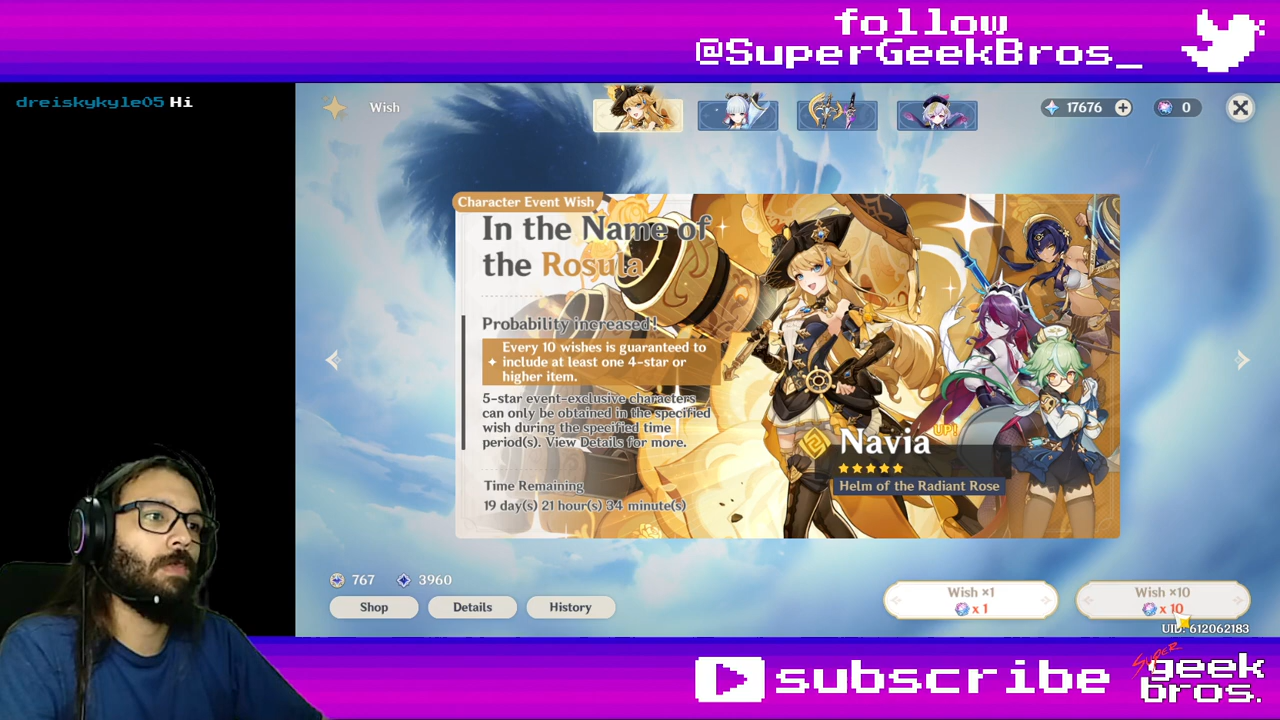 follow
@SuperGeekBros_
dreiskykyle05 Hi
Wish
17676
0
Character Event Wish
In the Name of
the Rosula
Probability increased!
Every 10 wishes is guaranteed to
include at least one 4-star or
higher item.
5-star event-exclusive characters
can only be obtained in the specified
wish during the specified time
period(s). View Details for more.
Time Remaining
19 day(s) 21 hour(s) 34 minute(s)
UP!
Navia
Helm of the Radiant Rose
767
3960
Shop
Details
History
Wish ×1
x 1
Wish ×10
x 10
UID: 612062183
subscribe
SUPER
geek
bros.